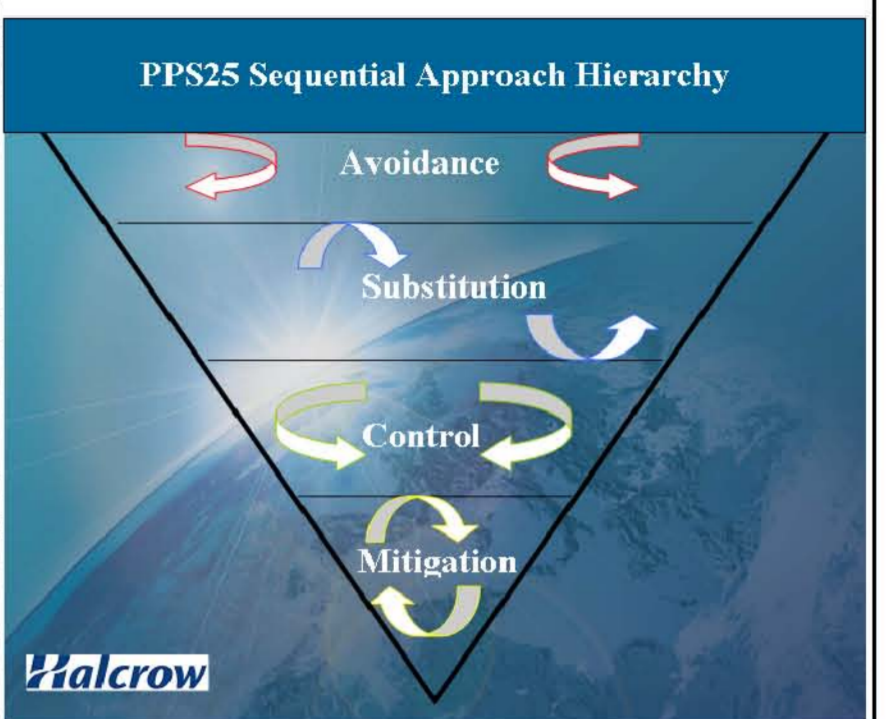 PPS25 Sequential Approach Hierarchy
Avoidance
Substitution
Control
Mitigation
Halcrow